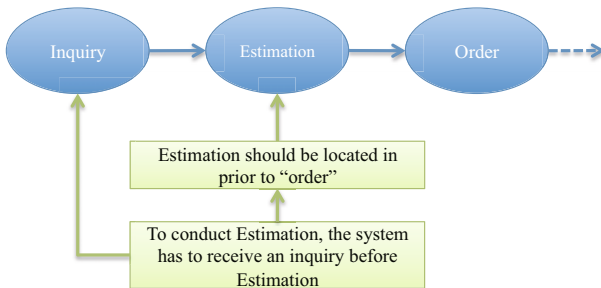 Inquiry
Estimation
Order
Estimation should be located in
prior to “order”
To conduct Estimation, the system
has to receive an inquiry before
Estimation